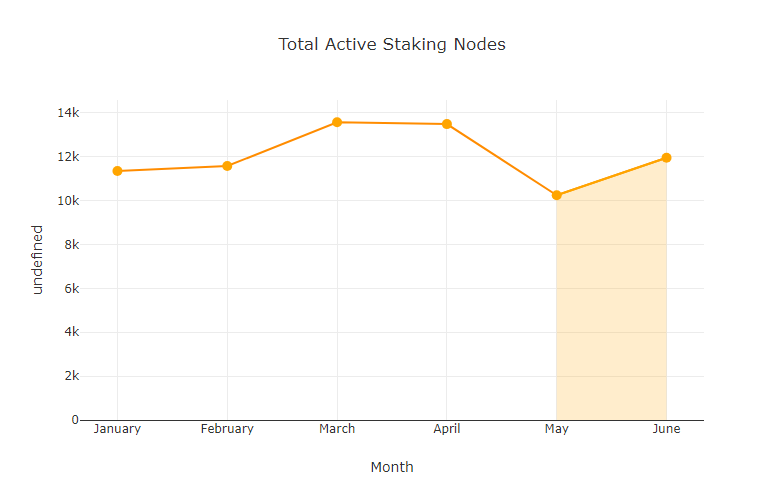 Total Active Staking Nodes
undefined
14k
12k
10k
8k
6k
4k
2k
0
January February March April May June
Month